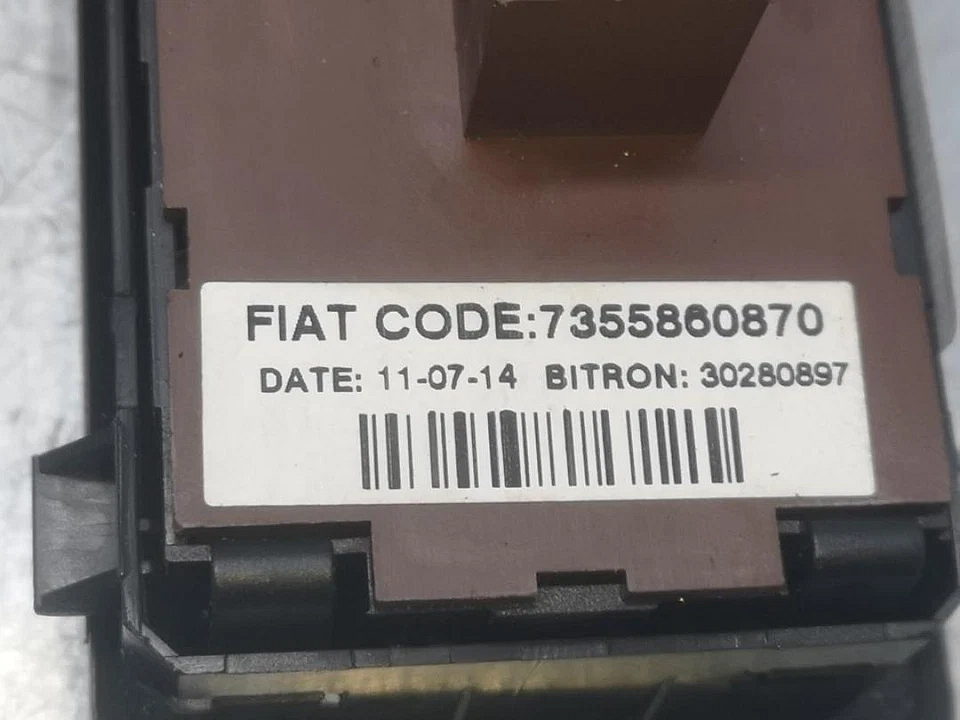 FIAT CODE:7355860870
DATE: 11-07-14 BITRON: 30280897